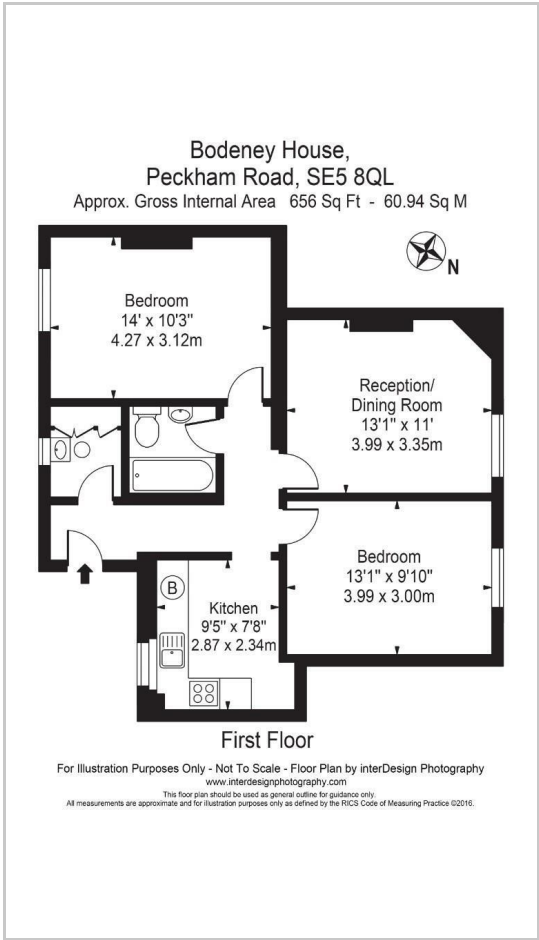 Bodeney House,
Peckham Road, SE5 8QL
Approx. Gross Internal Area 656 Sq Ft - 60.94 Sq M
N
Bedroom
14' x 10'3"
4.27 x 3.12m
Reception/
Dining Room
13'1" x 11'
3.99 x 3.35m
Bedroom
13'1" x 9'10"
3.99 x 3.00m
B
Kitchen
9'5" x 7'8"
2.87 x 2.34m
First Floor
For Illustration Purposes Only - Not To Scale - Floor Plan by interDesign Photography
www.interdesignphotography.com
This floor plan should be used as general outline for guidance only.
All measurements are approximate and for illustration purposes only as defined by the RICS Code of Measuring Practice ©2016.